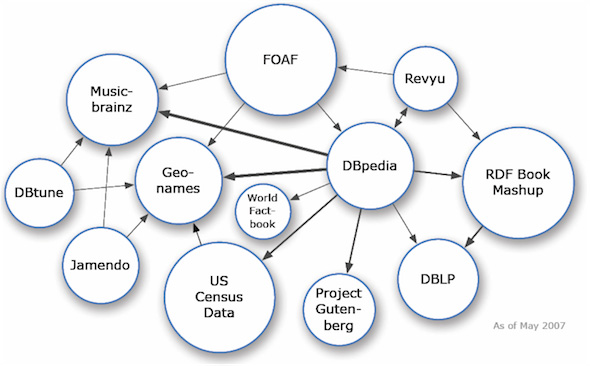 FOAF
Music-
brainz
Revyu
DBpedia
RDF Book
Mashup
Geo-
names
DBtune
World
Fact-
book
Jamendo
US
Census
Data
Project
Guten-
berg
DBLP
As of May 2007